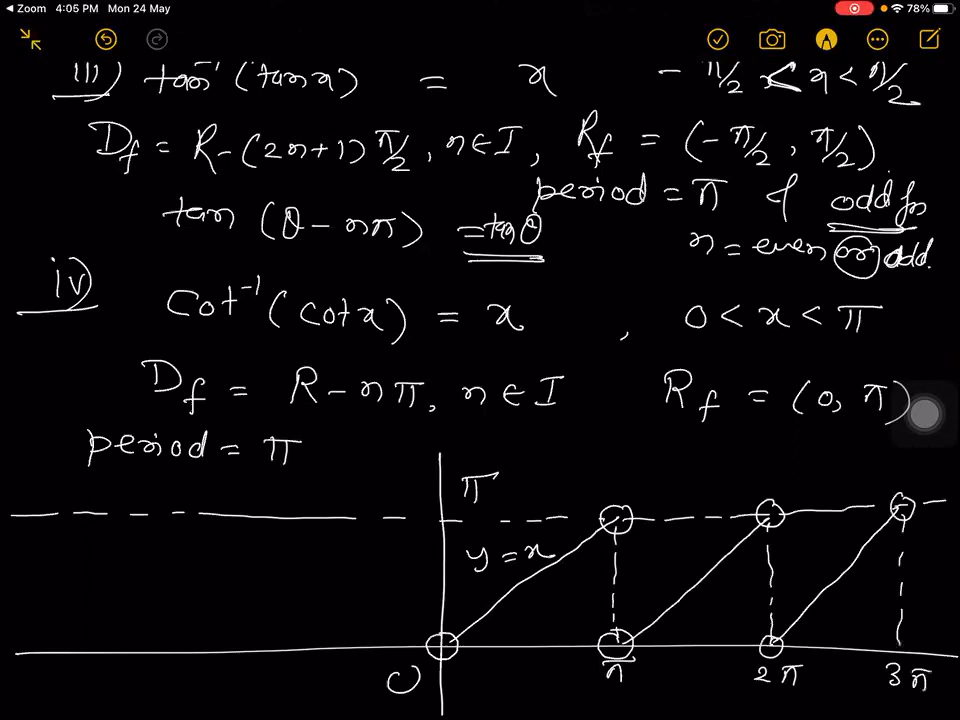 Zoom 4:05 PM Mon 24 May 78%
III) tan⁻¹(tan x) = x -π/2 < x < π/2
Df = R-(2n+1)π/2, n∈I, Rf = (-π/2, π/2)
period = π & odd fn
tan (θ - nπ) = tanθ
n = even or odd.
iv) Cot⁻¹(cotx) = x , 0 < x < π
Df = R - nπ, n ∈ I Rf = (0, π)
period = π
π
y = x
O π 2π 3π